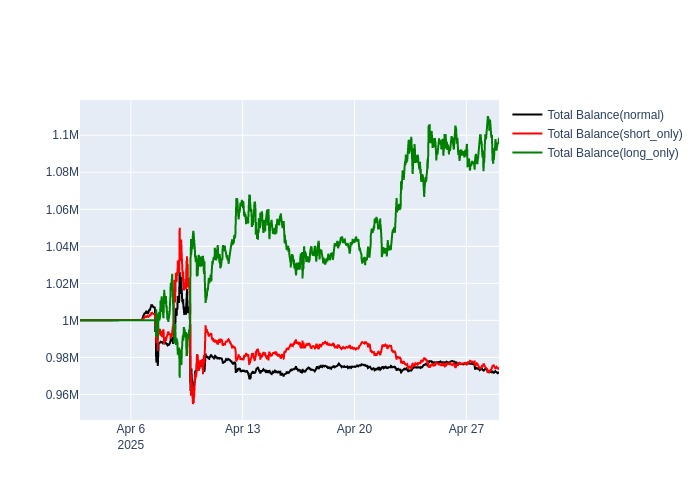 Total Balance(normal)
Total Balance(short_only)
Total Balance(long_only)
1.1M
1.08M
1.06M
1.04M
1.02M
1M
0.98M
0.96M
Apr 6
2025
Apr 13
Apr 20
Apr 27